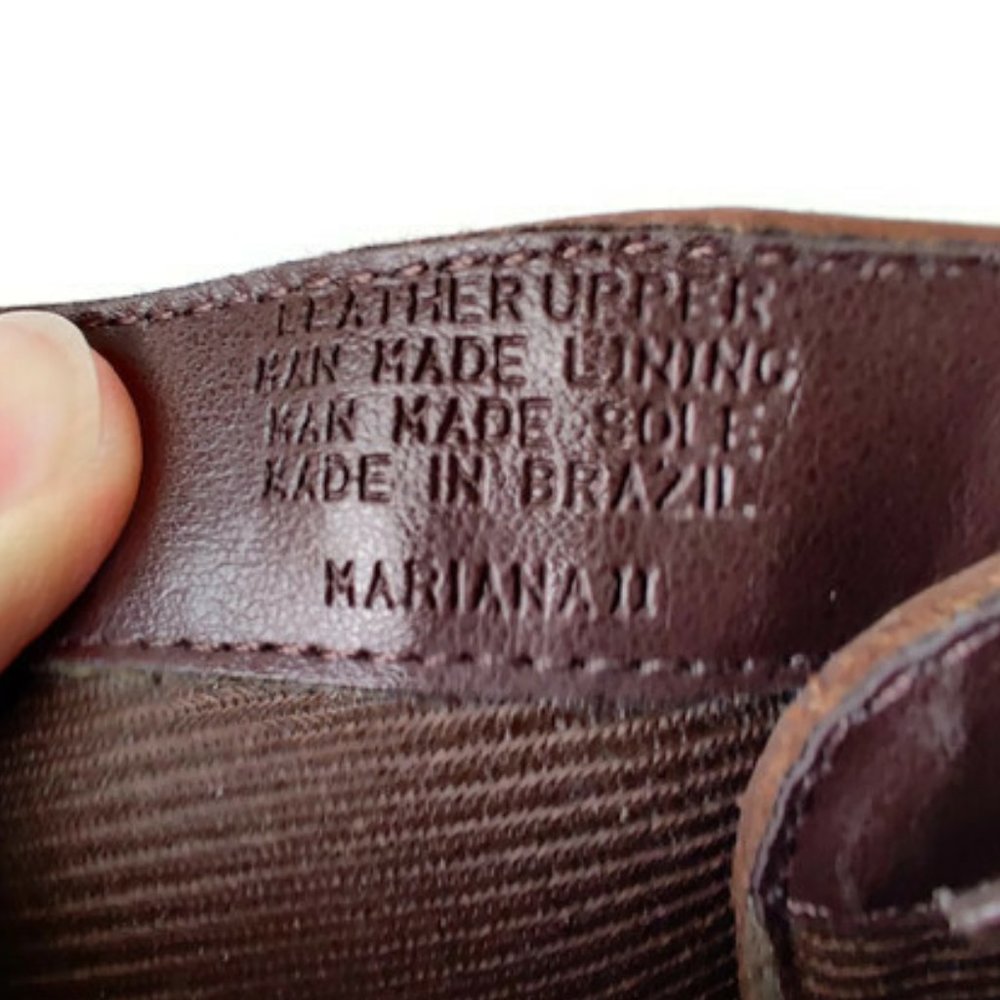 LEATHER UPPER
MAN MADE LINING
MAN MADE SOLE
MADE IN BRAZIL
MARIANA II